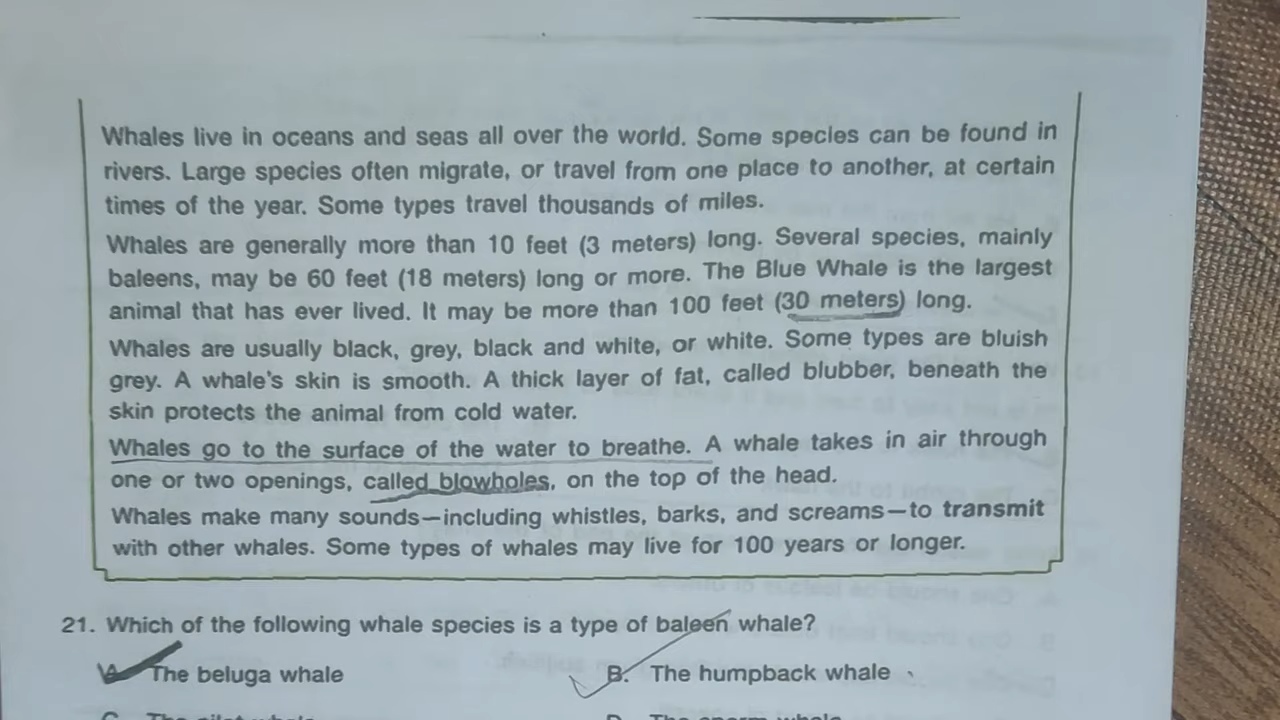 Whales live in oceans and seas all over the world. Some species can be found in
rivers. Large species often migrate, or travel from one place to another, at certain
times of the year. Some types travel thousands of miles.
Whales are generally more than 10 feet (3 meters) long. Several species, mainly
baleens, may be 60 feet (18 meters) long or more. The Blue Whale is the largest
animal that has ever lived. It may be more than 100 feet (30 meters) long.
Whales are usually black, grey, black and white, or white. Some types are bluish
grey. A whale's skin is smooth. A thick layer of fat, called blubber, beneath the
skin protects the animal from cold water.
Whales go to the surface of the water to breathe. A whale takes in air through
one or two openings, called blowholes, on the top of the head.
Whales make many sounds—including whistles, barks, and screams—to transmit
with other whales. Some types of whales may live for 100 years or longer.
21. Which of the following whale species is a type of baleen whale?
A. The beluga whale B. The humpback whale
C. The pilot whale D. The sperm whale